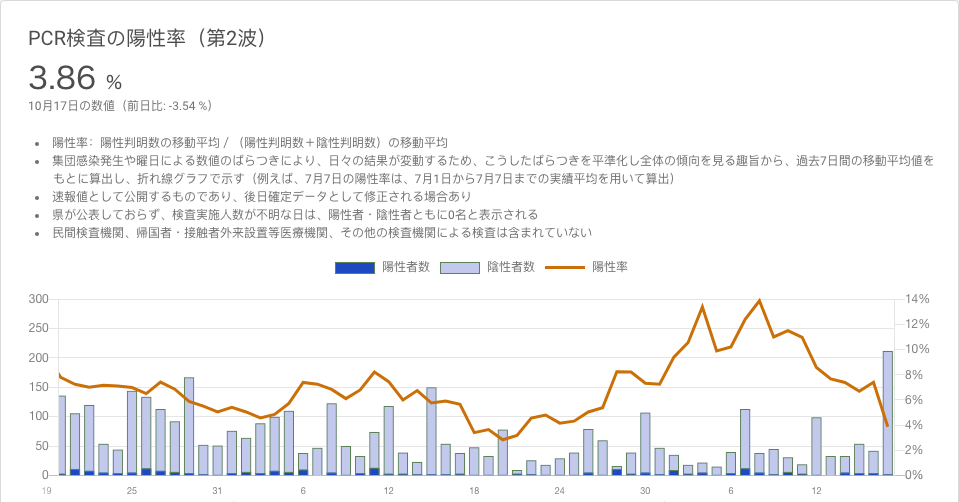 PCR検査の陽性率（第2波）
3.86 %
10月17日の数値（前日比: -3.54 %）
• 陽性率：陽性判明数の移動平均 / （陽性判明数＋陰性判明数）の移動平均
• 集団感染発生や曜日による数値のばらつきにより、日々の結果が変動するため、こうしたばらつきを平準化し全体の傾向を見る趣旨から、過去7日間の移動平均値を
もとに算出し、折れ線グラフで示す（例えば、7月7日の陽性率は、7月1日から7月7日までの実績平均を用いて算出）
• 速報値として公開するものであり、後日確定データとして修正される場合あり
• 県が公表しておらず、検査実施人数が不明な日は、陽性者・陰性者ともに0名と表示される
• 民間検査機関、帰国者・接触者外来設置等医療機関、その他の検査機関による検査は含まれていない
陽性者数 陰性者数 陽性率
300 14%
250 12%
200 10%
150 8%
100 6%
50 4%
0 2%
0%
19 25 31 6 12 18 24 30 6 12